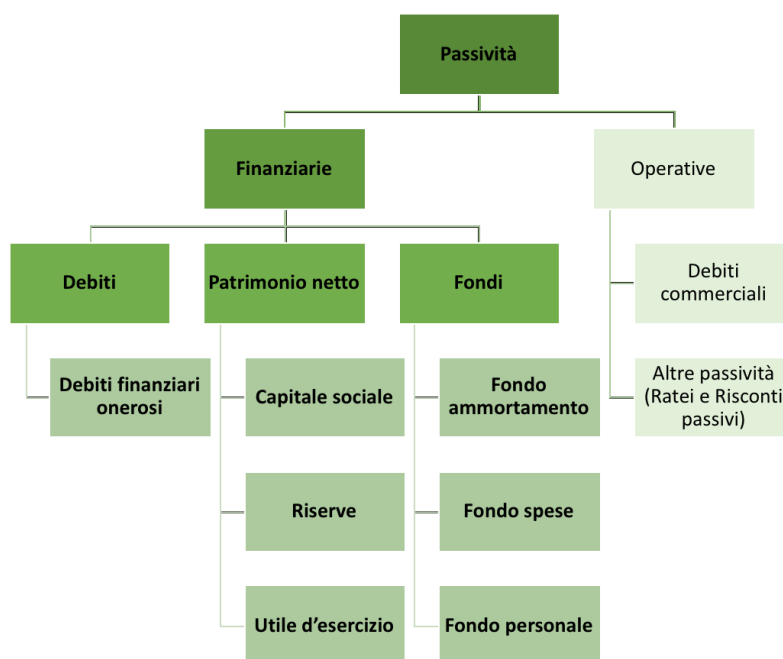 Passività
Finanziarie
Operative
Debiti
Patrimonio netto
Fondi
Debiti
commerciali
Debiti finanziari
onerosi
Capitale sociale
Fondo
ammortamento
Altre passività
(Ratei e Risconti
passivi)
Riserve
Fondo spese
Utile d’esercizio
Fondo personale